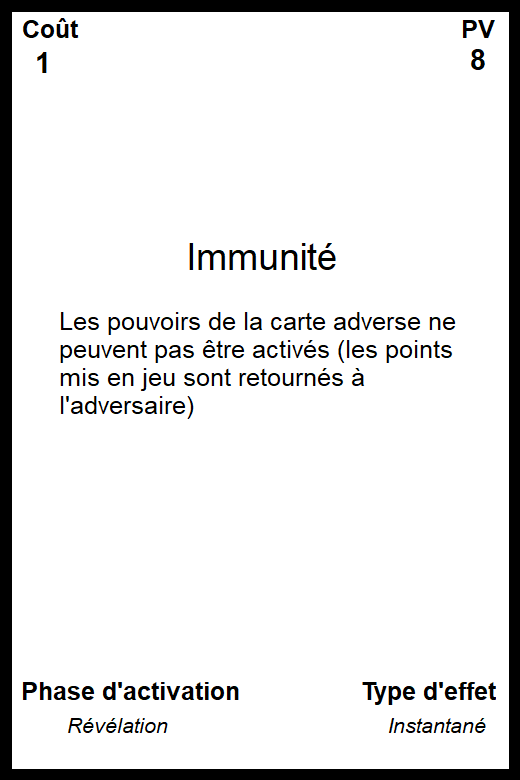 Coût PV
1 8
Immunité
Les pouvoirs de la carte adverse ne
peuvent pas être activés (les points
mis en jeu sont retournés à
l'adversaire)
Phase d'activation Type d'effet
Révélation Instantané